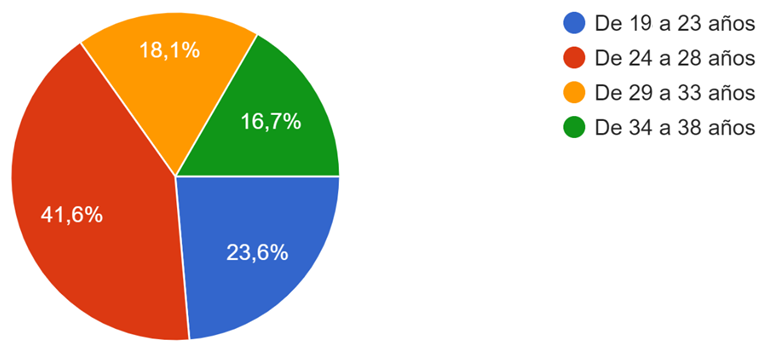 18,1%
16,7%
41,6%
23,6%
De 19 a 23 años
De 24 a 28 años
De 29 a 33 años
De 34 a 38 años